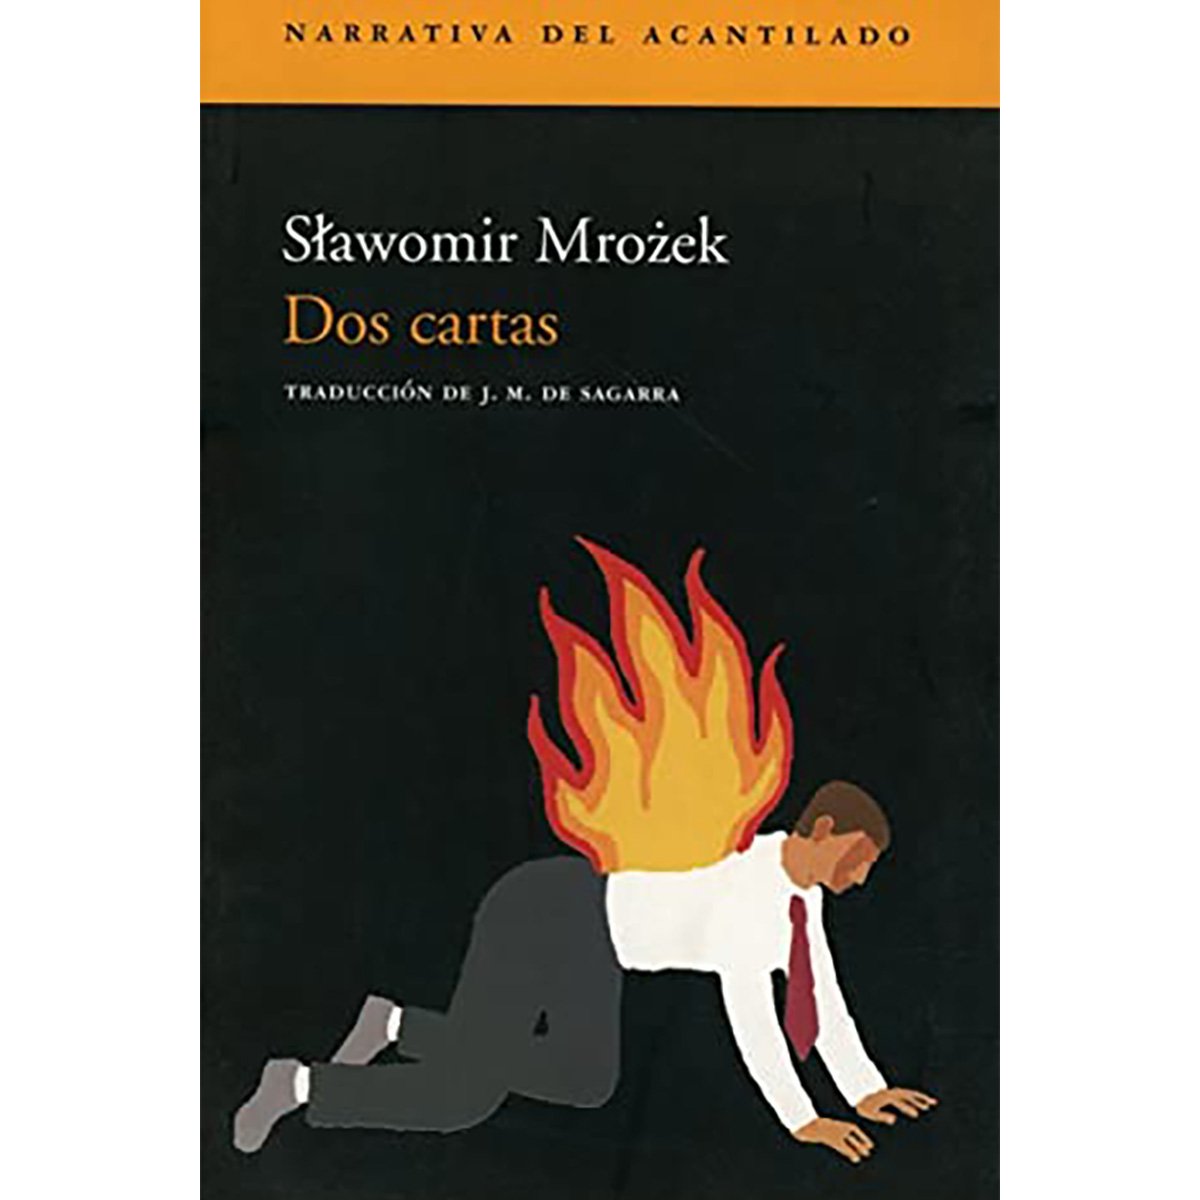 NARRATIVA DEL ACANTILADO
Sławomir Mrożek
Dos cartas
TRADUCCIÓN DE J. M. DE SAGARRA